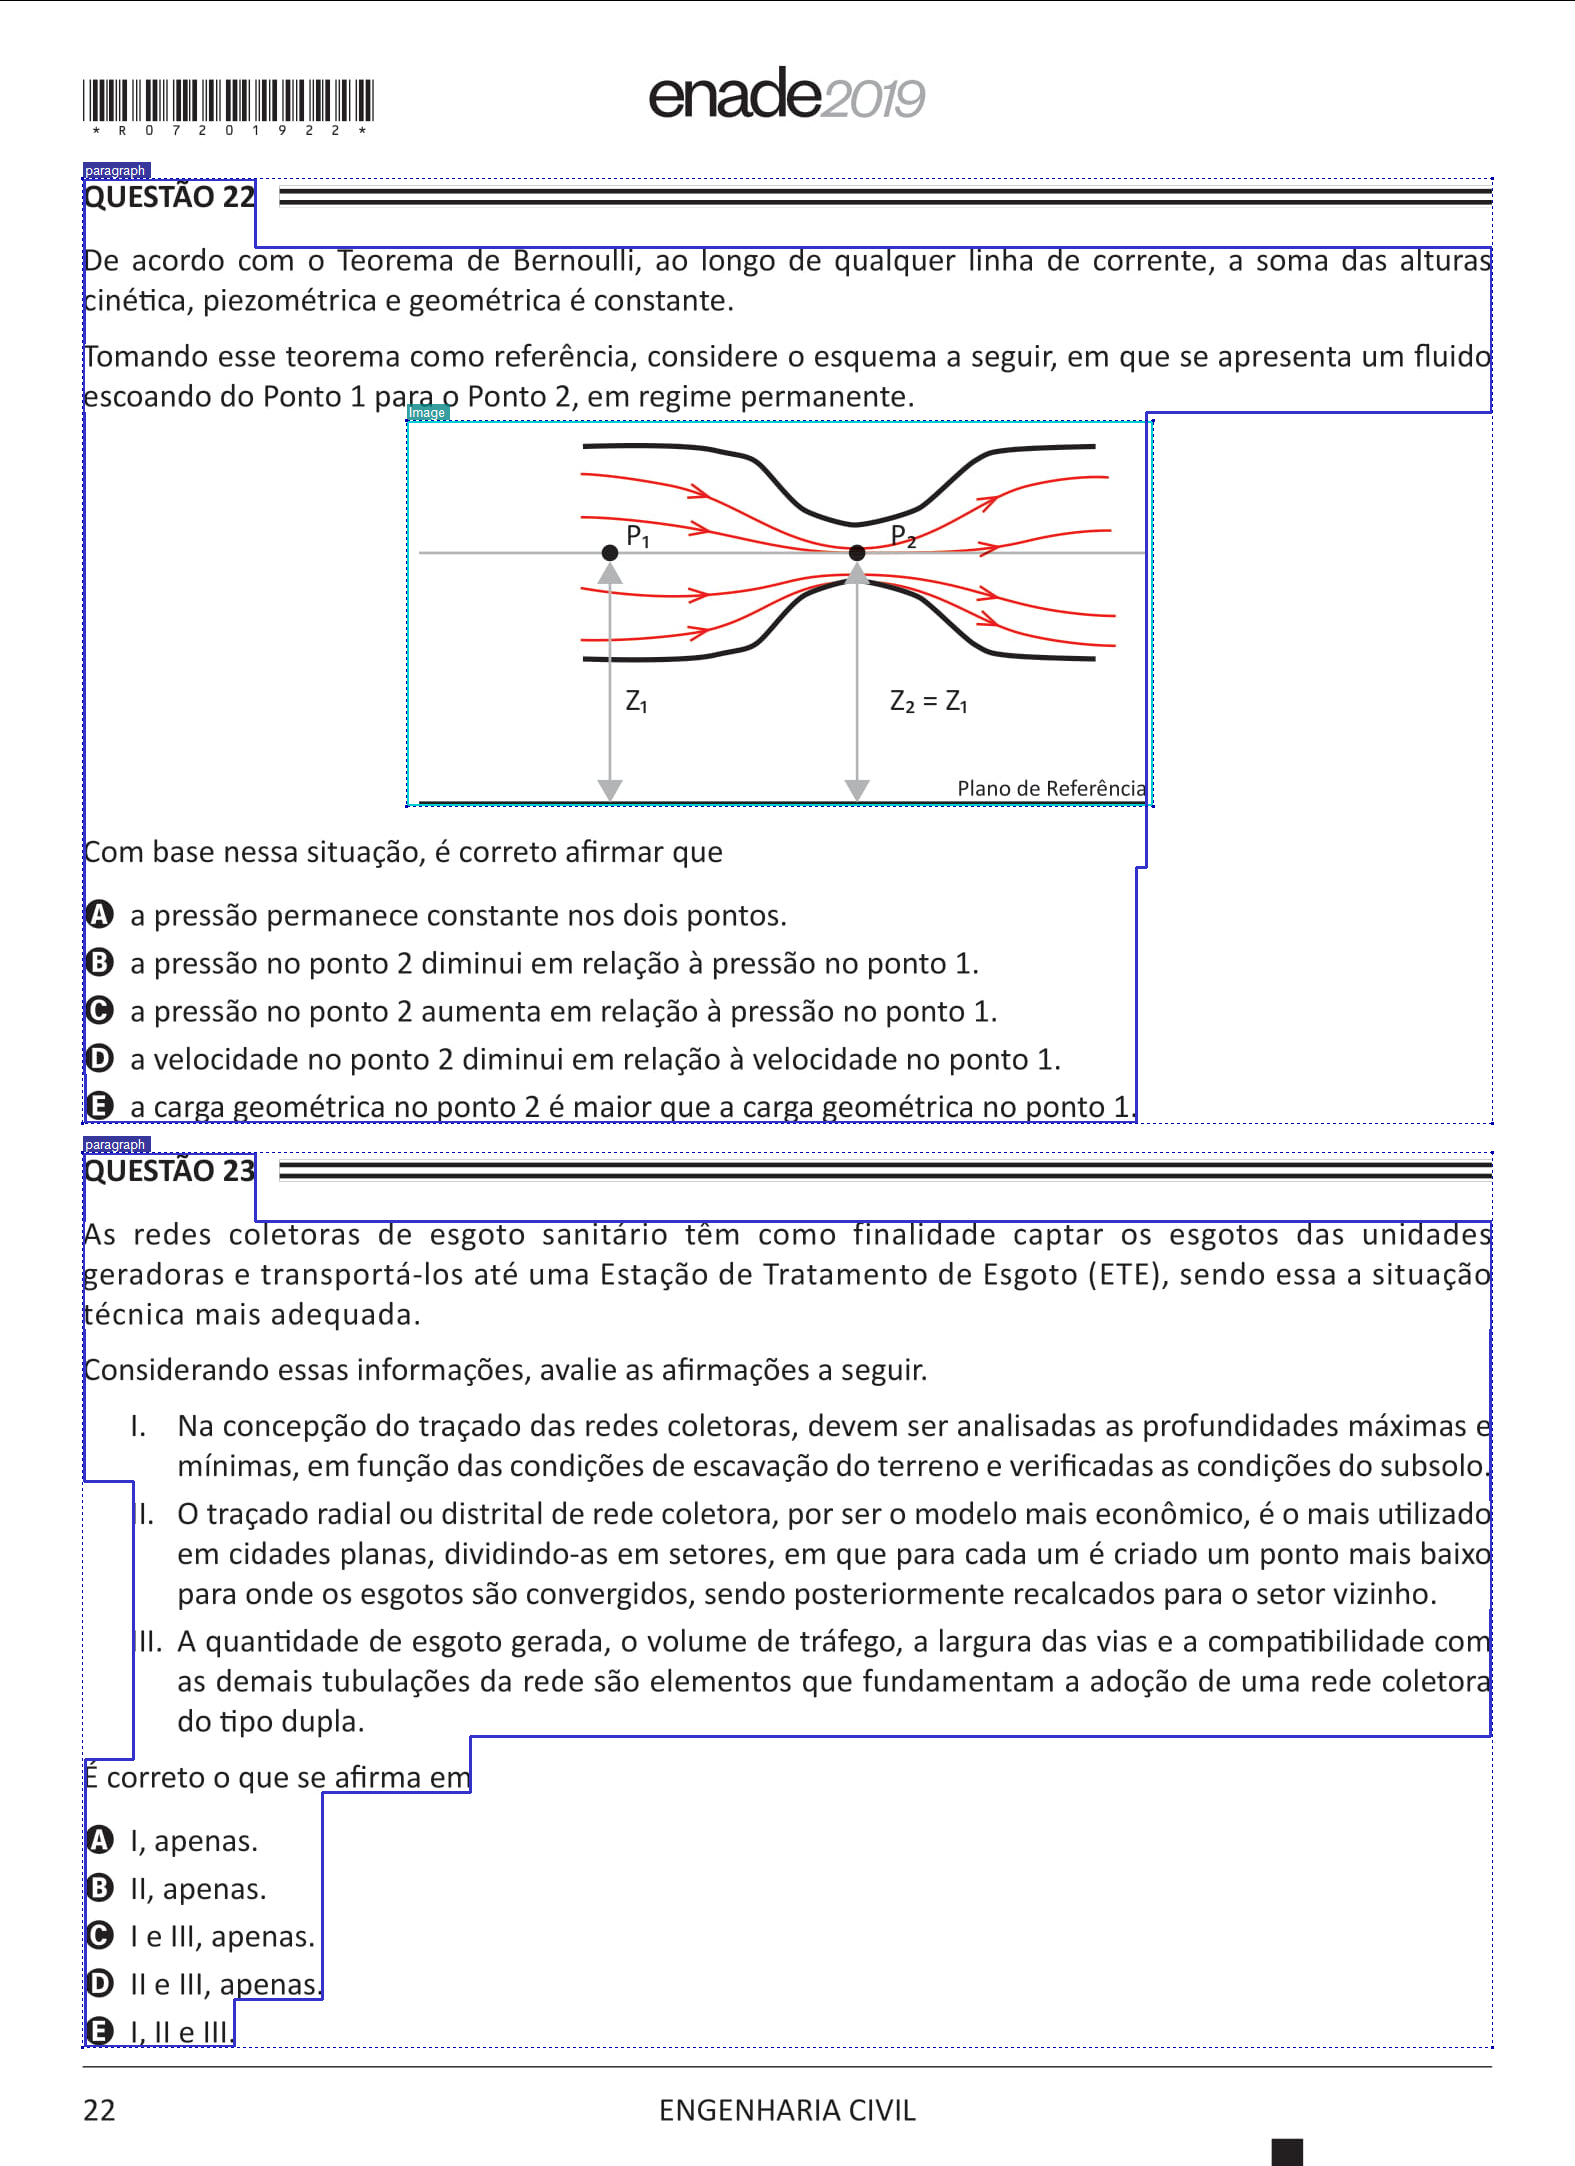 *R07201922*
enade2019
paragraph
QUESTÃO 22
De acordo com o Teorema de Bernoulli, ao longo de qualquer linha de corrente, a soma das alturas
cinética, piezométrica e geométrica é constante.
Tomando esse teorema como referência, considere o esquema a seguir, em que se apresenta um fluido
escoando do Ponto 1 para o Ponto 2, em regime permanente.
Image
P₁ P₂
Z₁ Z₂ = Z₁
Plano de Referência
Com base nessa situação, é correto afirmar que
A a pressão permanece constante nos dois pontos.
B a pressão no ponto 2 diminui em relação à pressão no ponto 1.
C a pressão no ponto 2 aumenta em relação à pressão no ponto 1.
D a velocidade no ponto 2 diminui em relação à velocidade no ponto 1.
E a carga geométrica no ponto 2 é maior que a carga geométrica no ponto 1.
paragraph
QUESTÃO 23
As redes coletoras de esgoto sanitário têm como finalidade captar os esgotos das unidades
geradoras e transportá-los até uma Estação de Tratamento de Esgoto (ETE), sendo essa a situação
técnica mais adequada.
Considerando essas informações, avalie as afirmações a seguir.
I. Na concepção do traçado das redes coletoras, devem ser analisadas as profundidades máximas e
mínimas, em função das condições de escavação do terreno e verificadas as condições do subsolo.
II. O traçado radial ou distrital de rede coletora, por ser o modelo mais econômico, é o mais utilizado
em cidades planas, dividindo-as em setores, em que para cada um é criado um ponto mais baixo
para onde os esgotos são convergidos, sendo posteriormente recalcados para o setor vizinho.
III. A quantidade de esgoto gerada, o volume de tráfego, a largura das vias e a compatibilidade com
as demais tubulações da rede são elementos que fundamentam a adoção de uma rede coletora
do tipo dupla.
É correto o que se afirma em
A I, apenas.
B II, apenas.
C I e III, apenas.
D II e III, apenas.
E I, II e III.
22 ENGENHARIA CIVIL